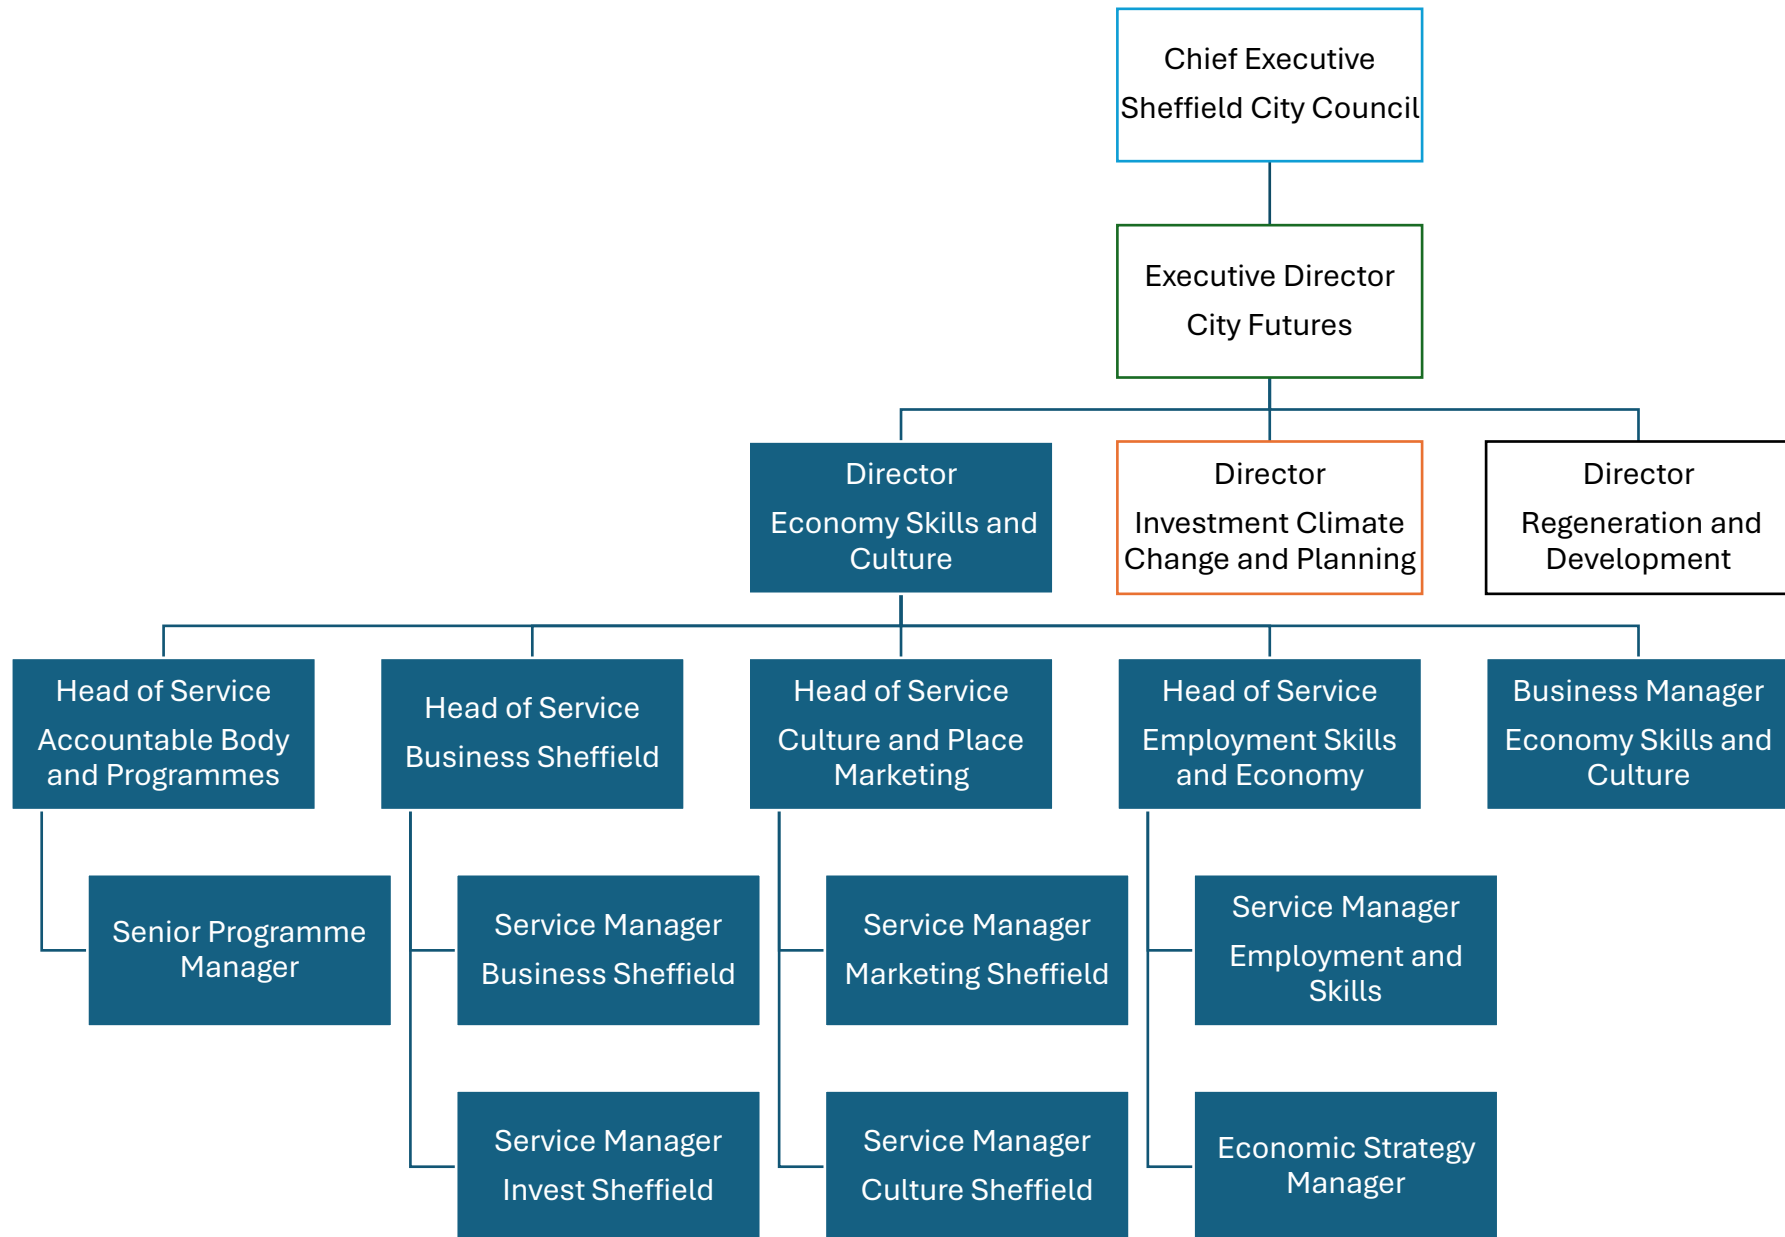 Chief Executive
Sheffield City Council
Executive Director
City Futures
Director
Economy Skills and
Culture
Director
Investment Climate
Change and Planning
Director
Regeneration and
Development
Head of Service
Accountable Body
and Programmes
Head of Service
Business Sheffield
Head of Service
Culture and Place
Marketing
Head of Service
Employment Skills
and Economy
Business Manager
Economy Skills and
Culture
Senior Programme
Manager
Service Manager
Business Sheffield
Service Manager
Marketing Sheffield
Service Manager
Employment and
Skills
Service Manager
Invest Sheffield
Service Manager
Culture Sheffield
Economic Strategy
Manager